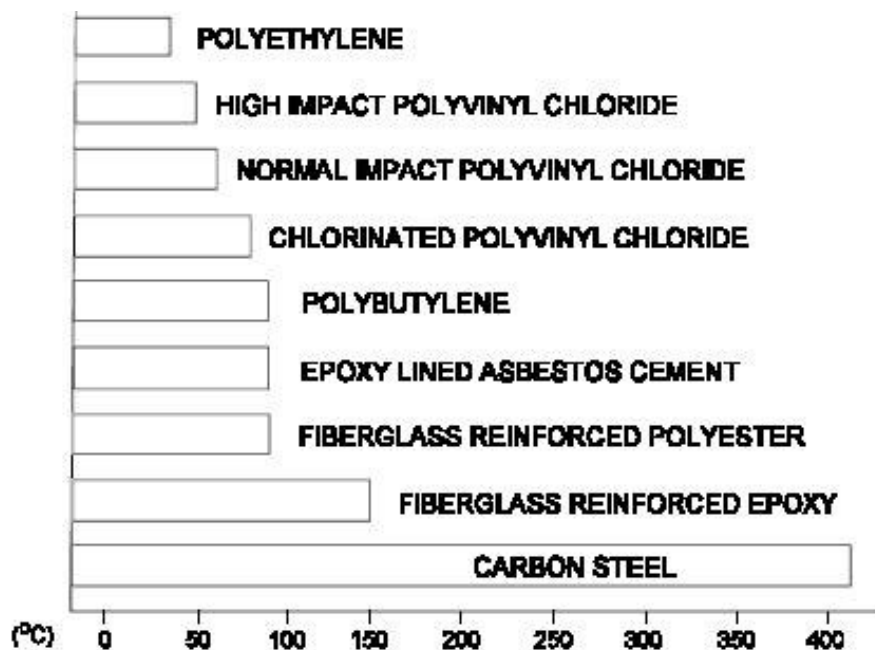 POLYETHYLENE
HIGH IMPACT POLYVINYL CHLORIDE
NORMAL IMPACT POLYVINYL CHLORIDE
CHLORINATED POLYVINYL CHLORIDE
POLYBUTYLENE
EPOXY LINED ASBESTOS CEMENT
FIBERGLASS REINFORCED POLYESTER
FIBERGLASS REINFORCED EPOXY
CARBON STEEL
(ºC) 0 50 100 150 200 250 300 350 400